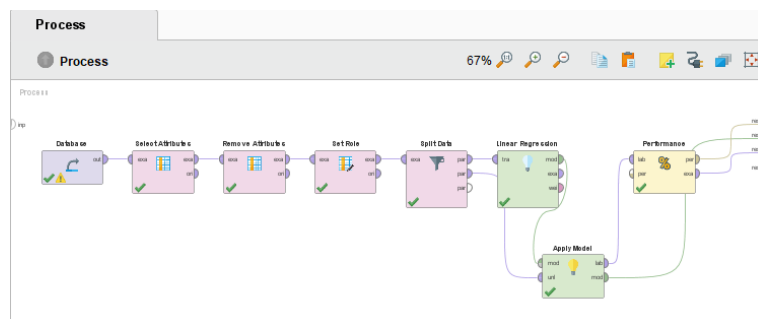 Process
Process
67%
Process
inp
Database
Select Attributes
Remove Attributes
Set Role
Split Data
Linear Regression
Performance
out
exa
exa
ori
exa
exa
ori
exa
exa
ori
exa
par
par
par
tra
mod
exa
wei
lab
per
per
exa
Apply Model
mod
lab
unl
mod